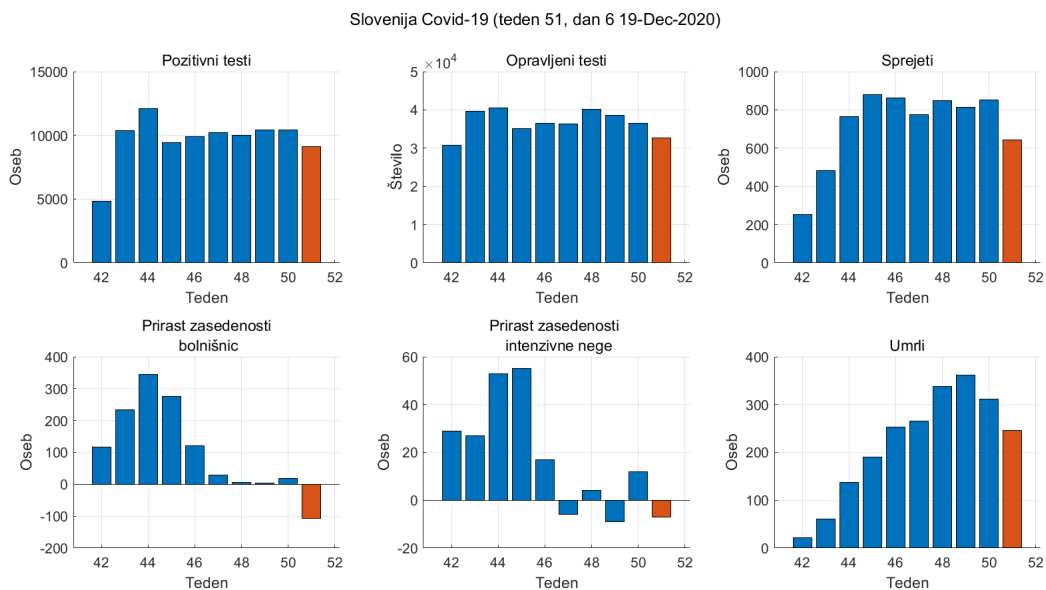 Slovenija Covid-19 (teden 51, dan 6 19-Dec-2020)
Pozitivni testi
15000
10000
5000
0
Oseb
42 44 46 48 50 52
Teden
Opravljeni testi
×10^4
5
4
3
2
1
0
Število
42 44 46 48 50 52
Teden
Sprejeti
1000
800
600
400
200
0
Oseb
42 44 46 48 50 52
Teden
Prirast zasedenosti
bolnišnic
400
300
200
100
0
-100
-200
Oseb
42 44 46 48 50 52
Teden
Prirast zasedenosti
intenzivne nege
60
40
20
0
-20
Oseb
42 44 46 48 50 52
Teden
Umrli
400
300
200
100
0
Oseb
42 44 46 48 50 52
Teden